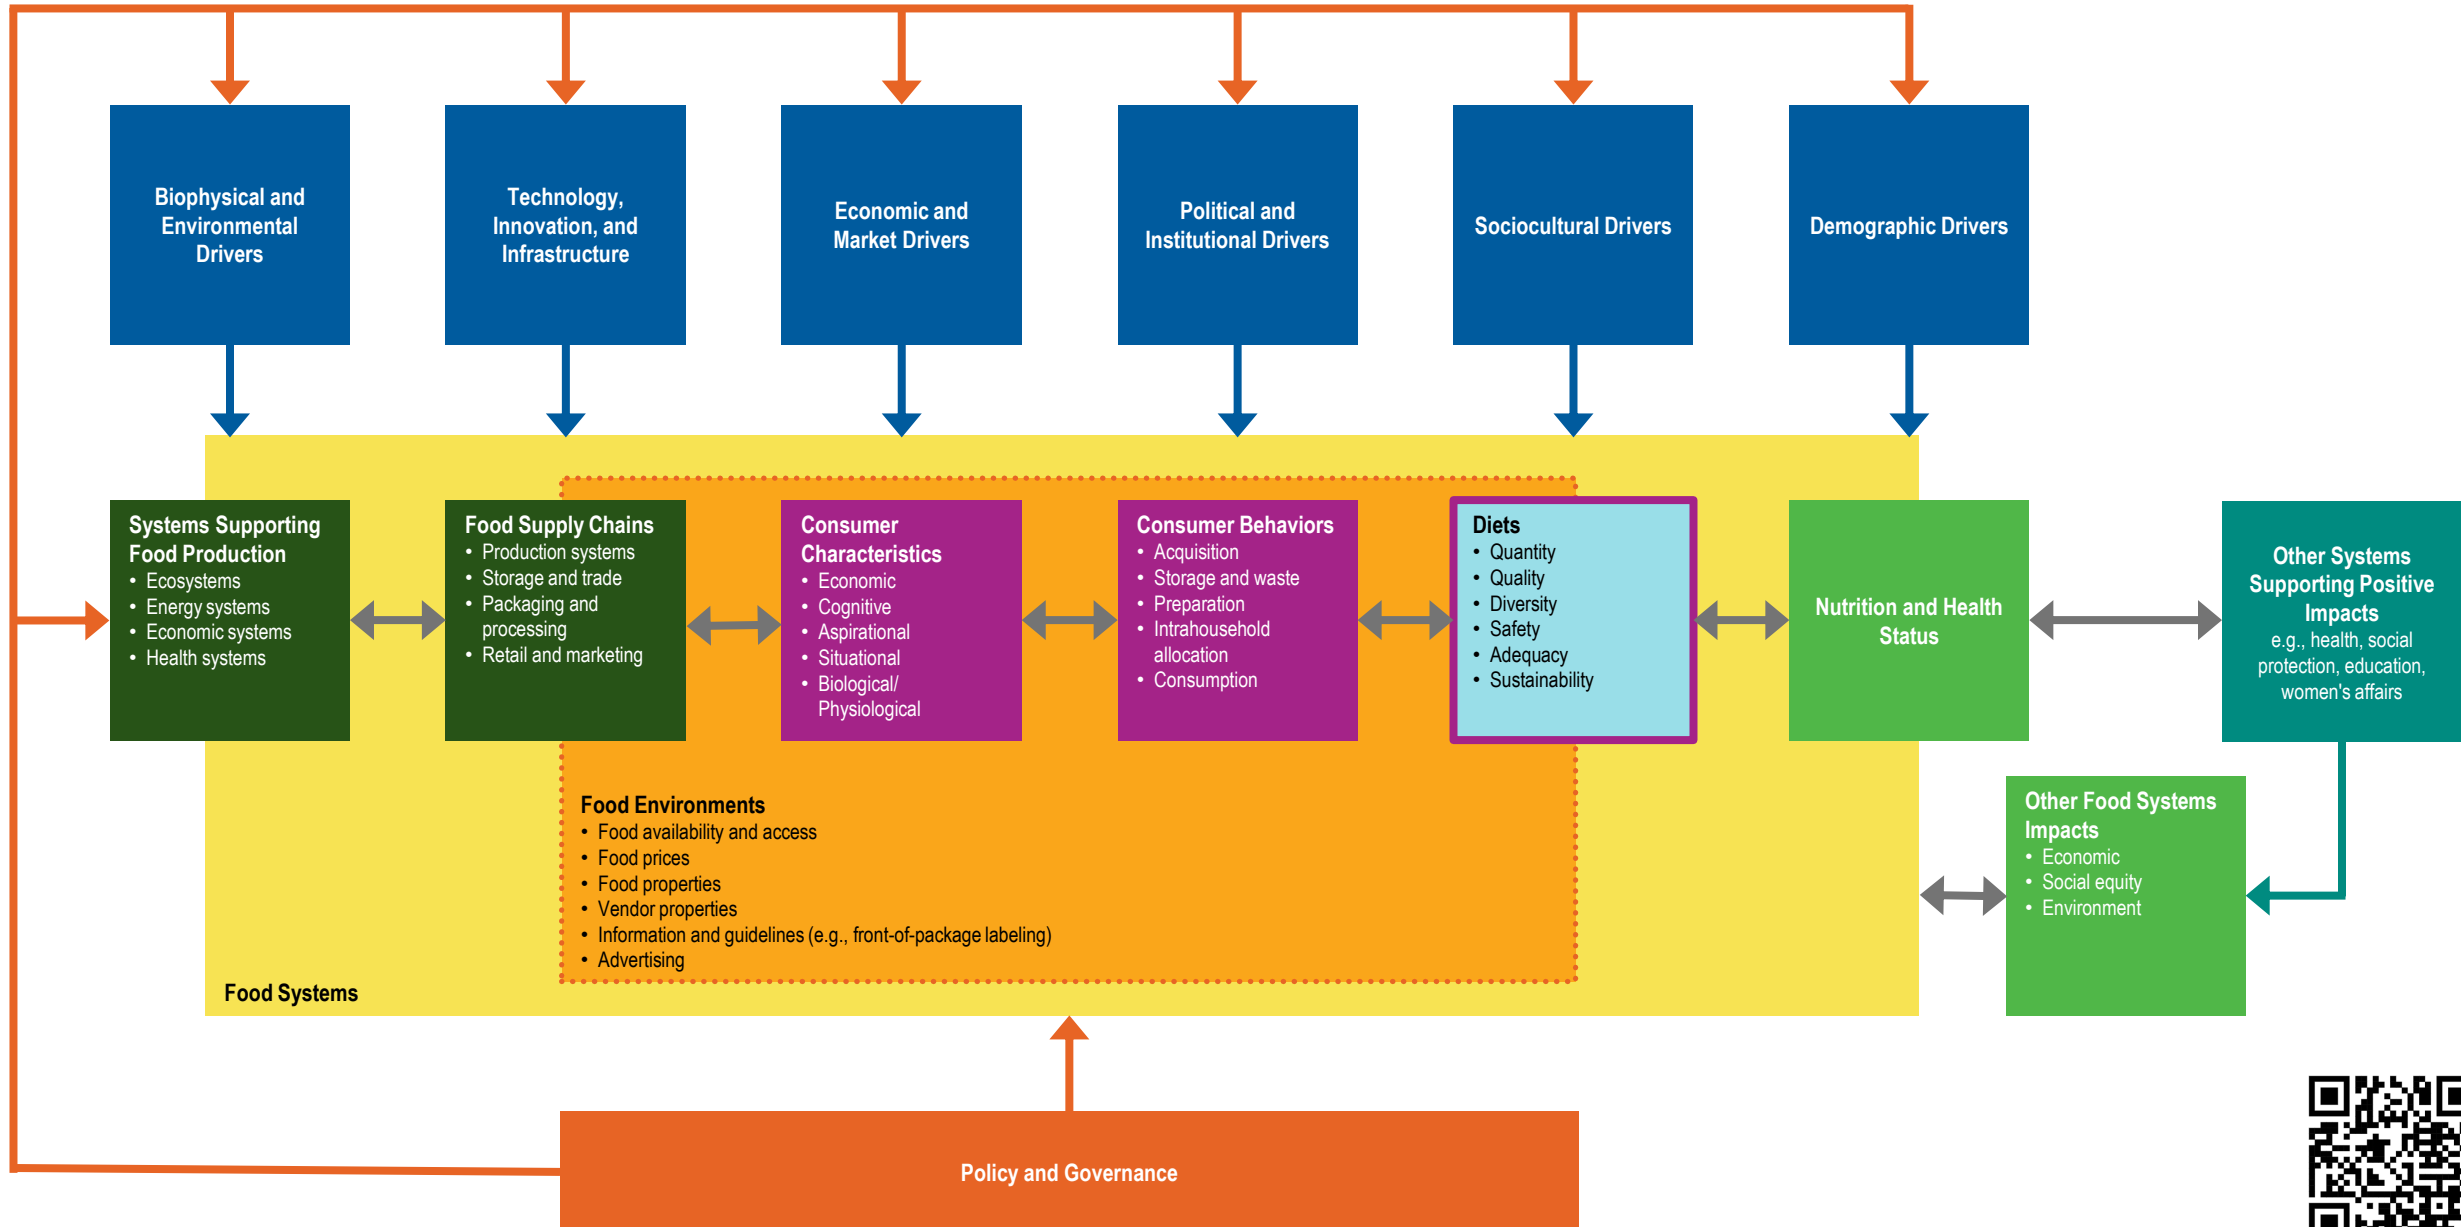 Biophysical and
Environmental
Drivers
Technology,
Innovation, and
Infrastructure
Economic and
Market Drivers
Political and
Institutional Drivers
Sociocultural Drivers
Demographic Drivers
Systems Supporting
Food Production
• Ecosystems
• Energy systems
• Economic systems
• Health systems
Food Supply Chains
• Production systems
• Storage and trade
• Packaging and
processing
• Retail and marketing
Consumer
Characteristics
• Economic
• Cognitive
• Aspirational
• Situational
• Biological/
Physiological
Consumer Behaviors
• Acquisition
• Storage and waste
• Preparation
• Intrahousehold
allocation
• Consumption
Diets
• Quantity
• Quality
• Diversity
• Safety
• Adequacy
• Sustainability
Nutrition and Health
Status
Other Systems
Supporting Positive
Impacts
e.g., health, social
protection, education,
women's affairs
Food Environments
• Food availability and access
• Food prices
• Food properties
• Vendor properties
• Information and guidelines (e.g., front-of-package labeling)
• Advertising
Other Food Systems
Impacts
• Economic
• Social equity
• Environment
Food Systems
Policy and Governance